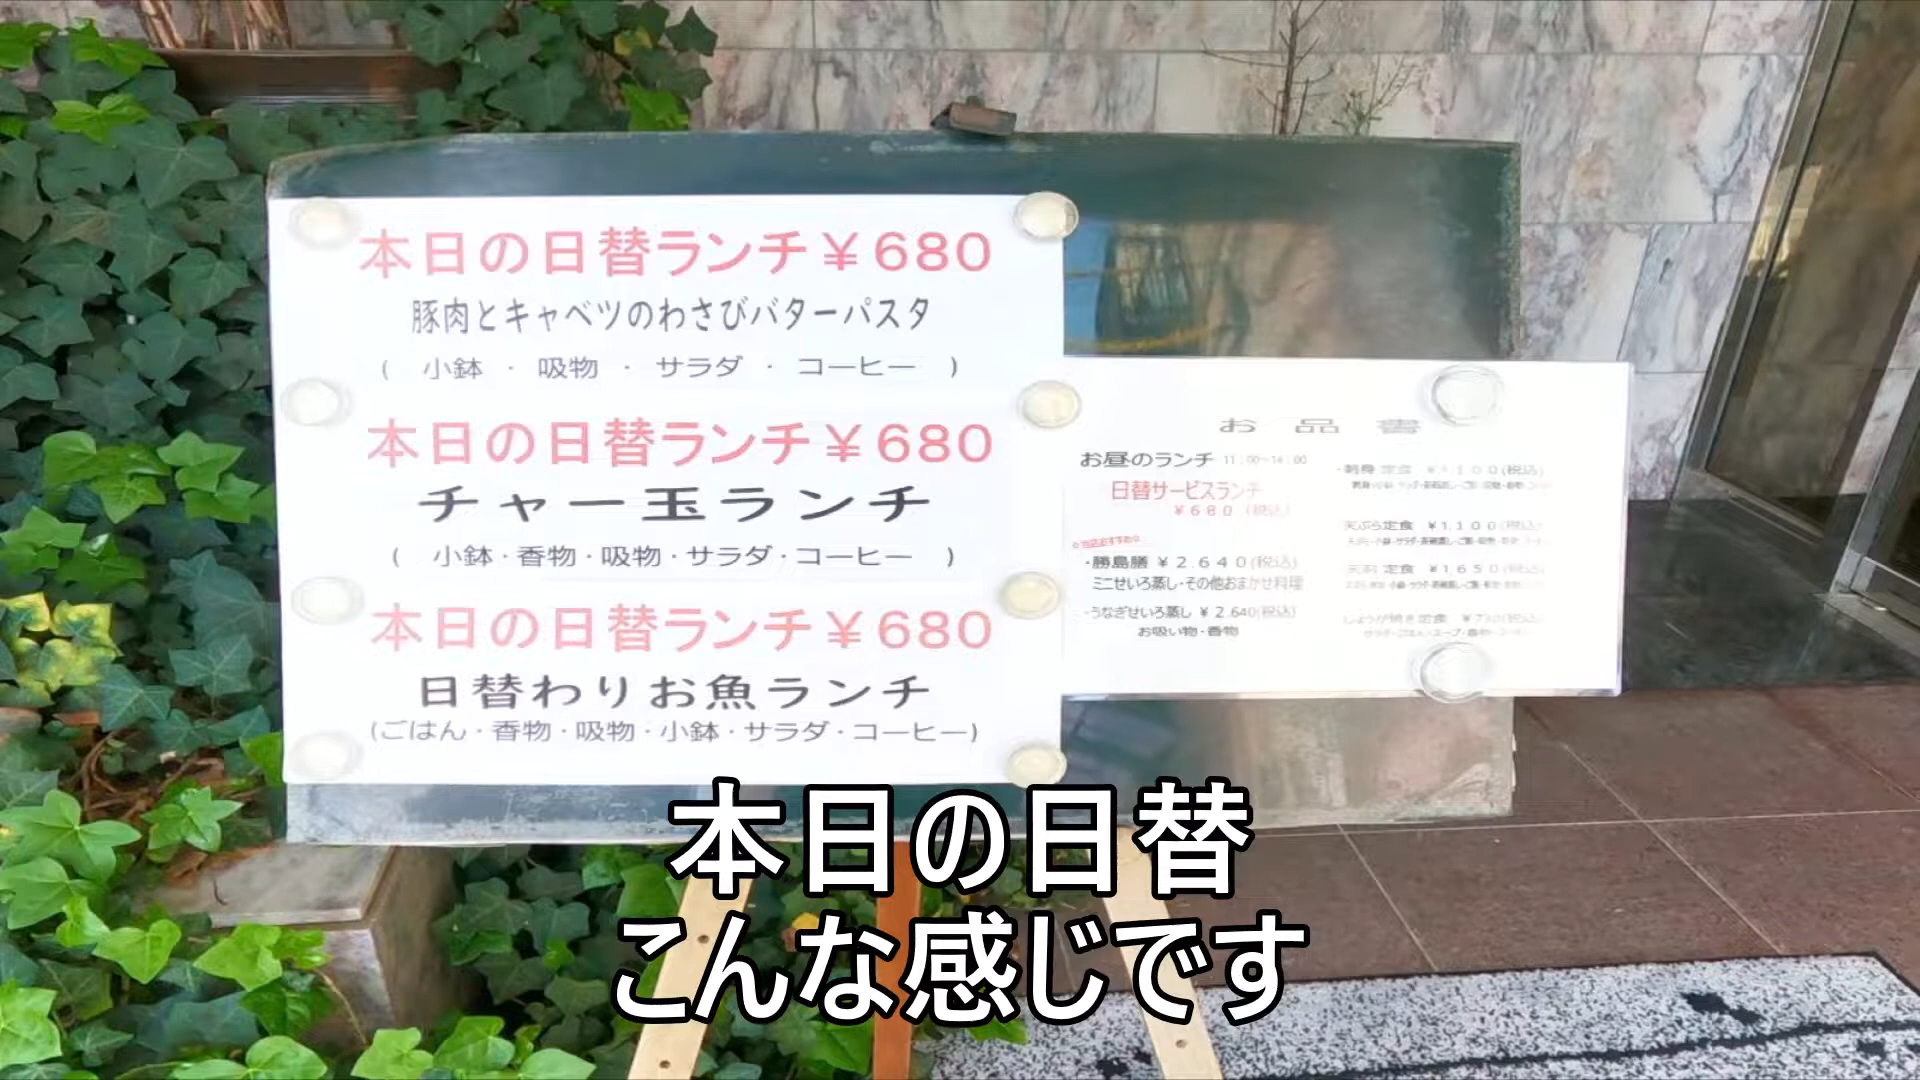 本日の日替ランチ￥680
豚肉とキャベツのわさびバターパスタ
( 小鉢 ・ 吸物 ・ サラダ ・ コーヒー )
本日の日替ランチ￥680
チャー玉ランチ
( 小鉢・香物・吸物・サラダ・コーヒー )
本日の日替ランチ￥680
日替わりお魚ランチ
(ごはん・香物・吸物・小鉢・サラダ・コーヒー)
お品書
お昼のランチ 11:00〜14:00
日替サービスランチ
￥680 (税込)
・勝島膳 ￥2.640(税込)
ミニせいろ蒸し・その他おまかせ料理
・うなぎせいろ蒸し ￥2.640(税込)
お吸い物・香物
・刺身 定食 ￥1.100(税込)
天ぷら定食 ￥1.100(税込)
定食 ￥1.650(税込)
しょうが焼き定食 ￥730(税込)
本日の日替
こんな感じです